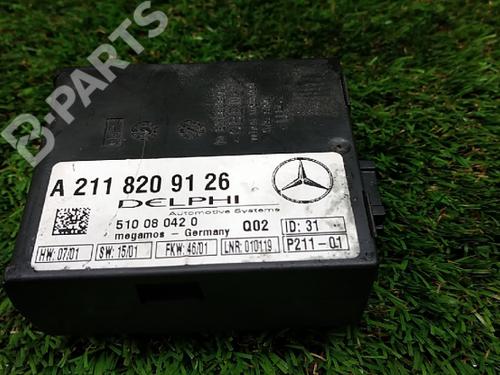 B-PARTS
A 211 820 91 26
DELPHI
Automotive Systems
510 08 042 0
Q02
ID: 31
megamos - Germany
P211-01
HW: 07/01
SW: 15/01
FKW: 46/01
LNR: 010119